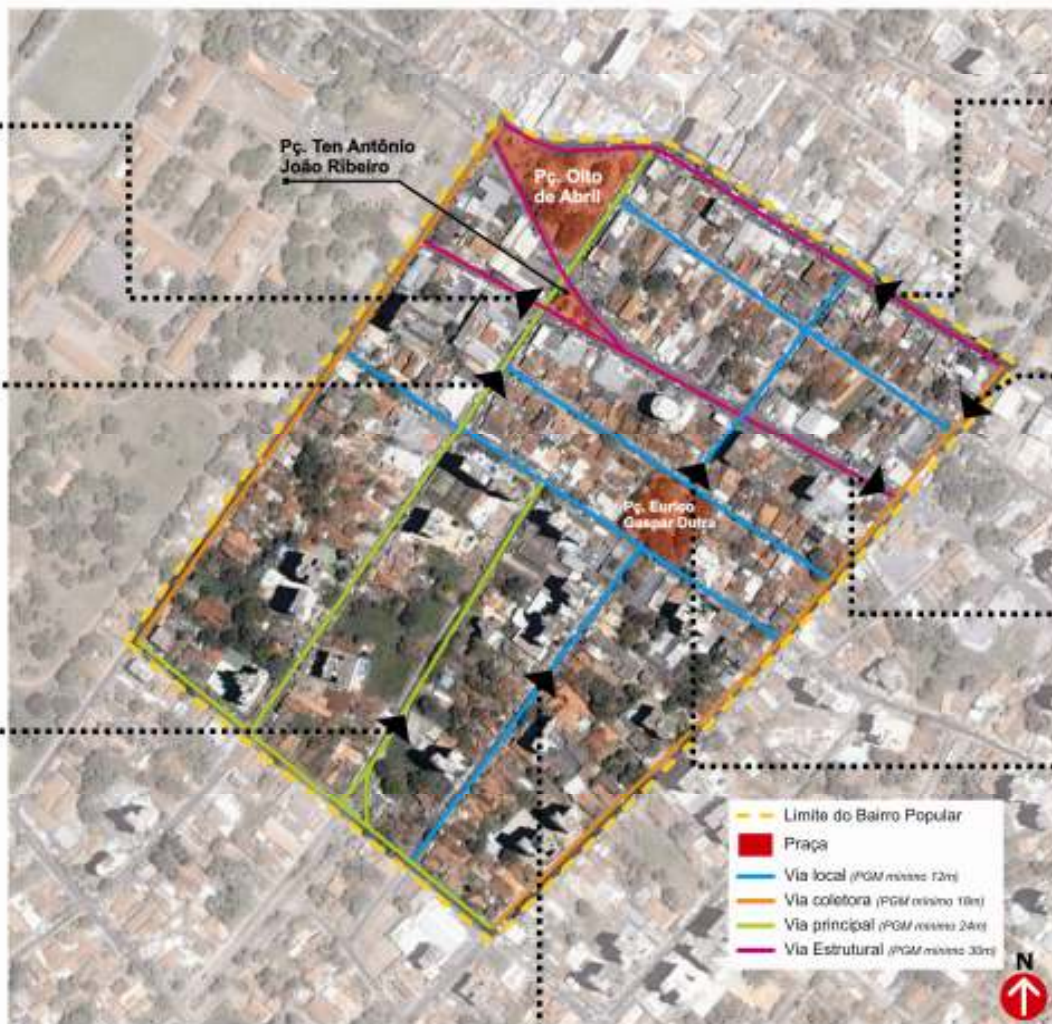 Pç. Ten Antônio
João Ribeiro
Pç. Oito
de Abril
Pç. Eurico
Gaspar Dutra
Limite do Bairro Popular
Praça
Via local (PGM mínimo 12m)
Via coletora (PGM mínimo 18m)
Via principal (PGM mínimo 24m)
Via Estrutural (PGM mínimo 30m)
N